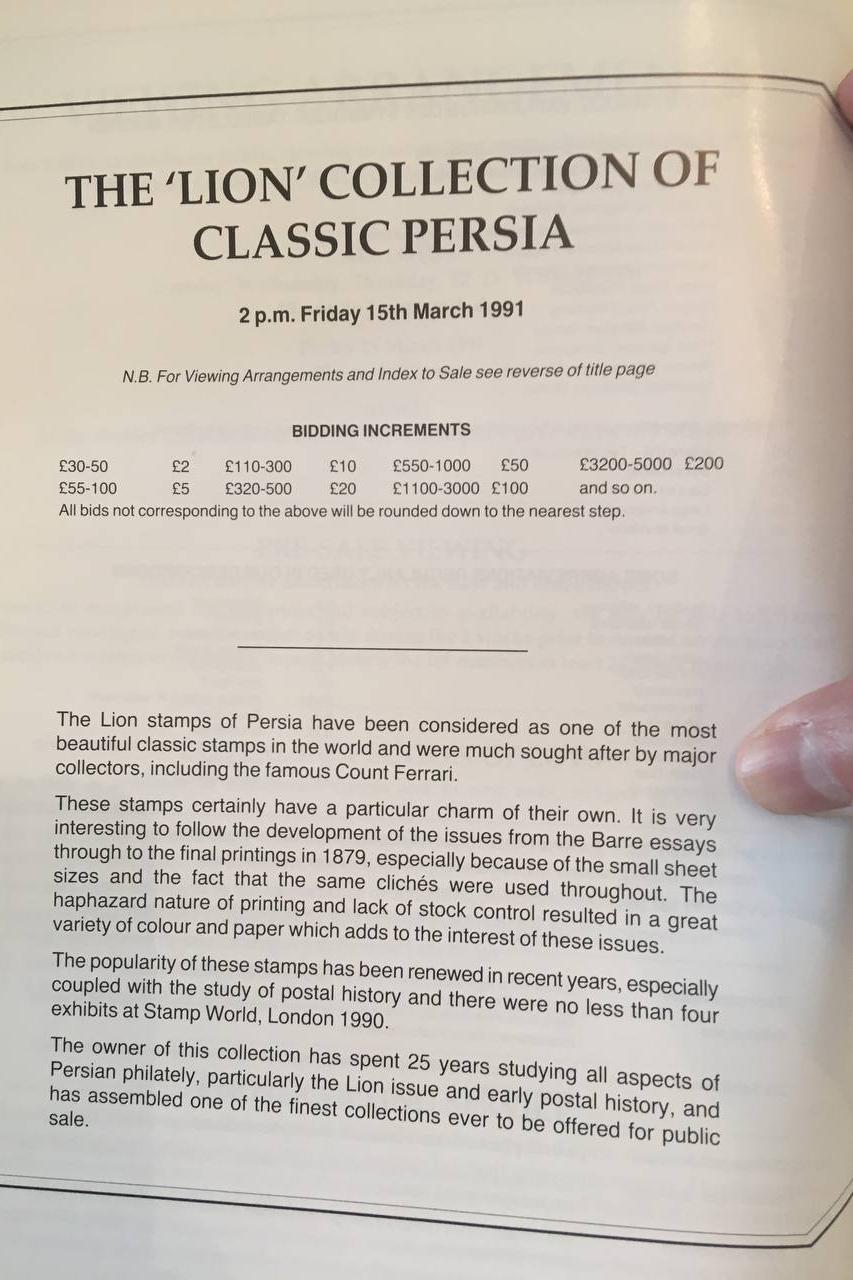 THE ‘LION’ COLLECTION OF
CLASSIC PERSIA
2 p.m. Friday 15th March 1991
N.B. For Viewing Arrangements and Index to Sale see reverse of title page
BIDDING INCREMENTS
£30-50 £2 £110-300 £10 £550-1000 £50 £3200-5000 £200
£55-100 £5 £320-500 £20 £1100-3000 £100 and so on.
All bids not corresponding to the above will be rounded down to the nearest step.
The Lion stamps of Persia have been considered as one of the most
beautiful classic stamps in the world and were much sought after by major
collectors, including the famous Count Ferrari.
These stamps certainly have a particular charm of their own. It is very
interesting to follow the development of the issues from the Barre essays
through to the final printings in 1879, especially because of the small sheet
sizes and the fact that the same clichés were used throughout. The
haphazard nature of printing and lack of stock control resulted in a great
variety of colour and paper which adds to the interest of these issues.
The popularity of these stamps has been renewed in recent years, especially
coupled with the study of postal history and there were no less than four
exhibits at Stamp World, London 1990.
The owner of this collection has spent 25 years studying all aspects of
Persian philately, particularly the Lion issue and early postal history, and
has assembled one of the finest collections ever to be offered for public
sale.